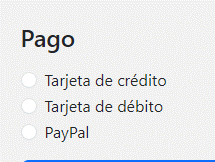 Pago
Tarjeta de crédito
Tarjeta de débito
PayPal